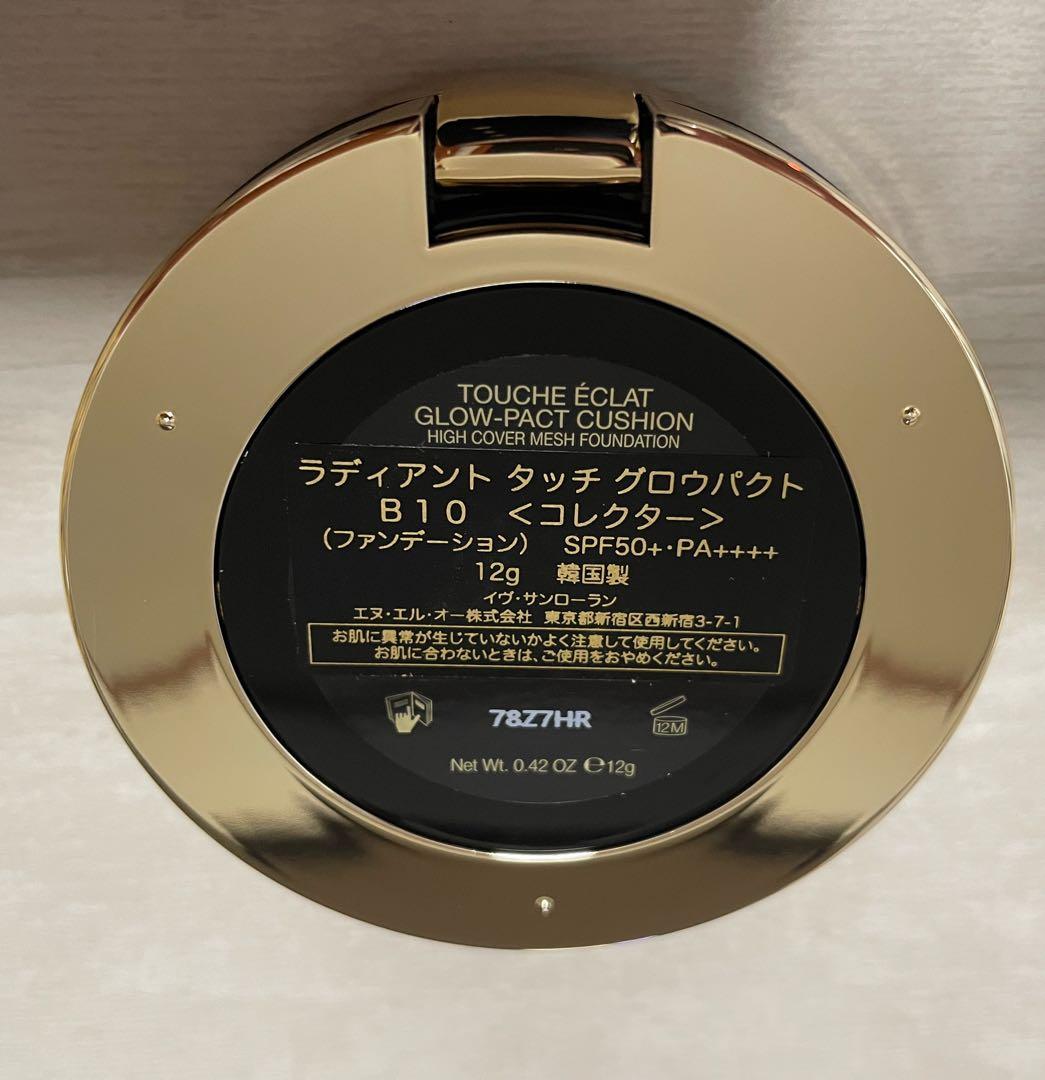 TOUCHE ÉCLAT
GLOW-PACT CUSHION
HIGH COVER MESH FOUNDATION
ラディアント タッチ グロウパクト
B10 <コレクター>
(ファンデーション) SPF50+・PA++++
12g 韓国製
イヴ・サンローラン
エヌ・エル・オー株式会社 東京都新宿区西新宿3-7-1
お肌に異常が生じていないかよく注意して使用してください。
お肌に合わないときは、ご使用をおやめください。
78Z7HR
12M
Net Wt. 0.42 OZ ℮12g